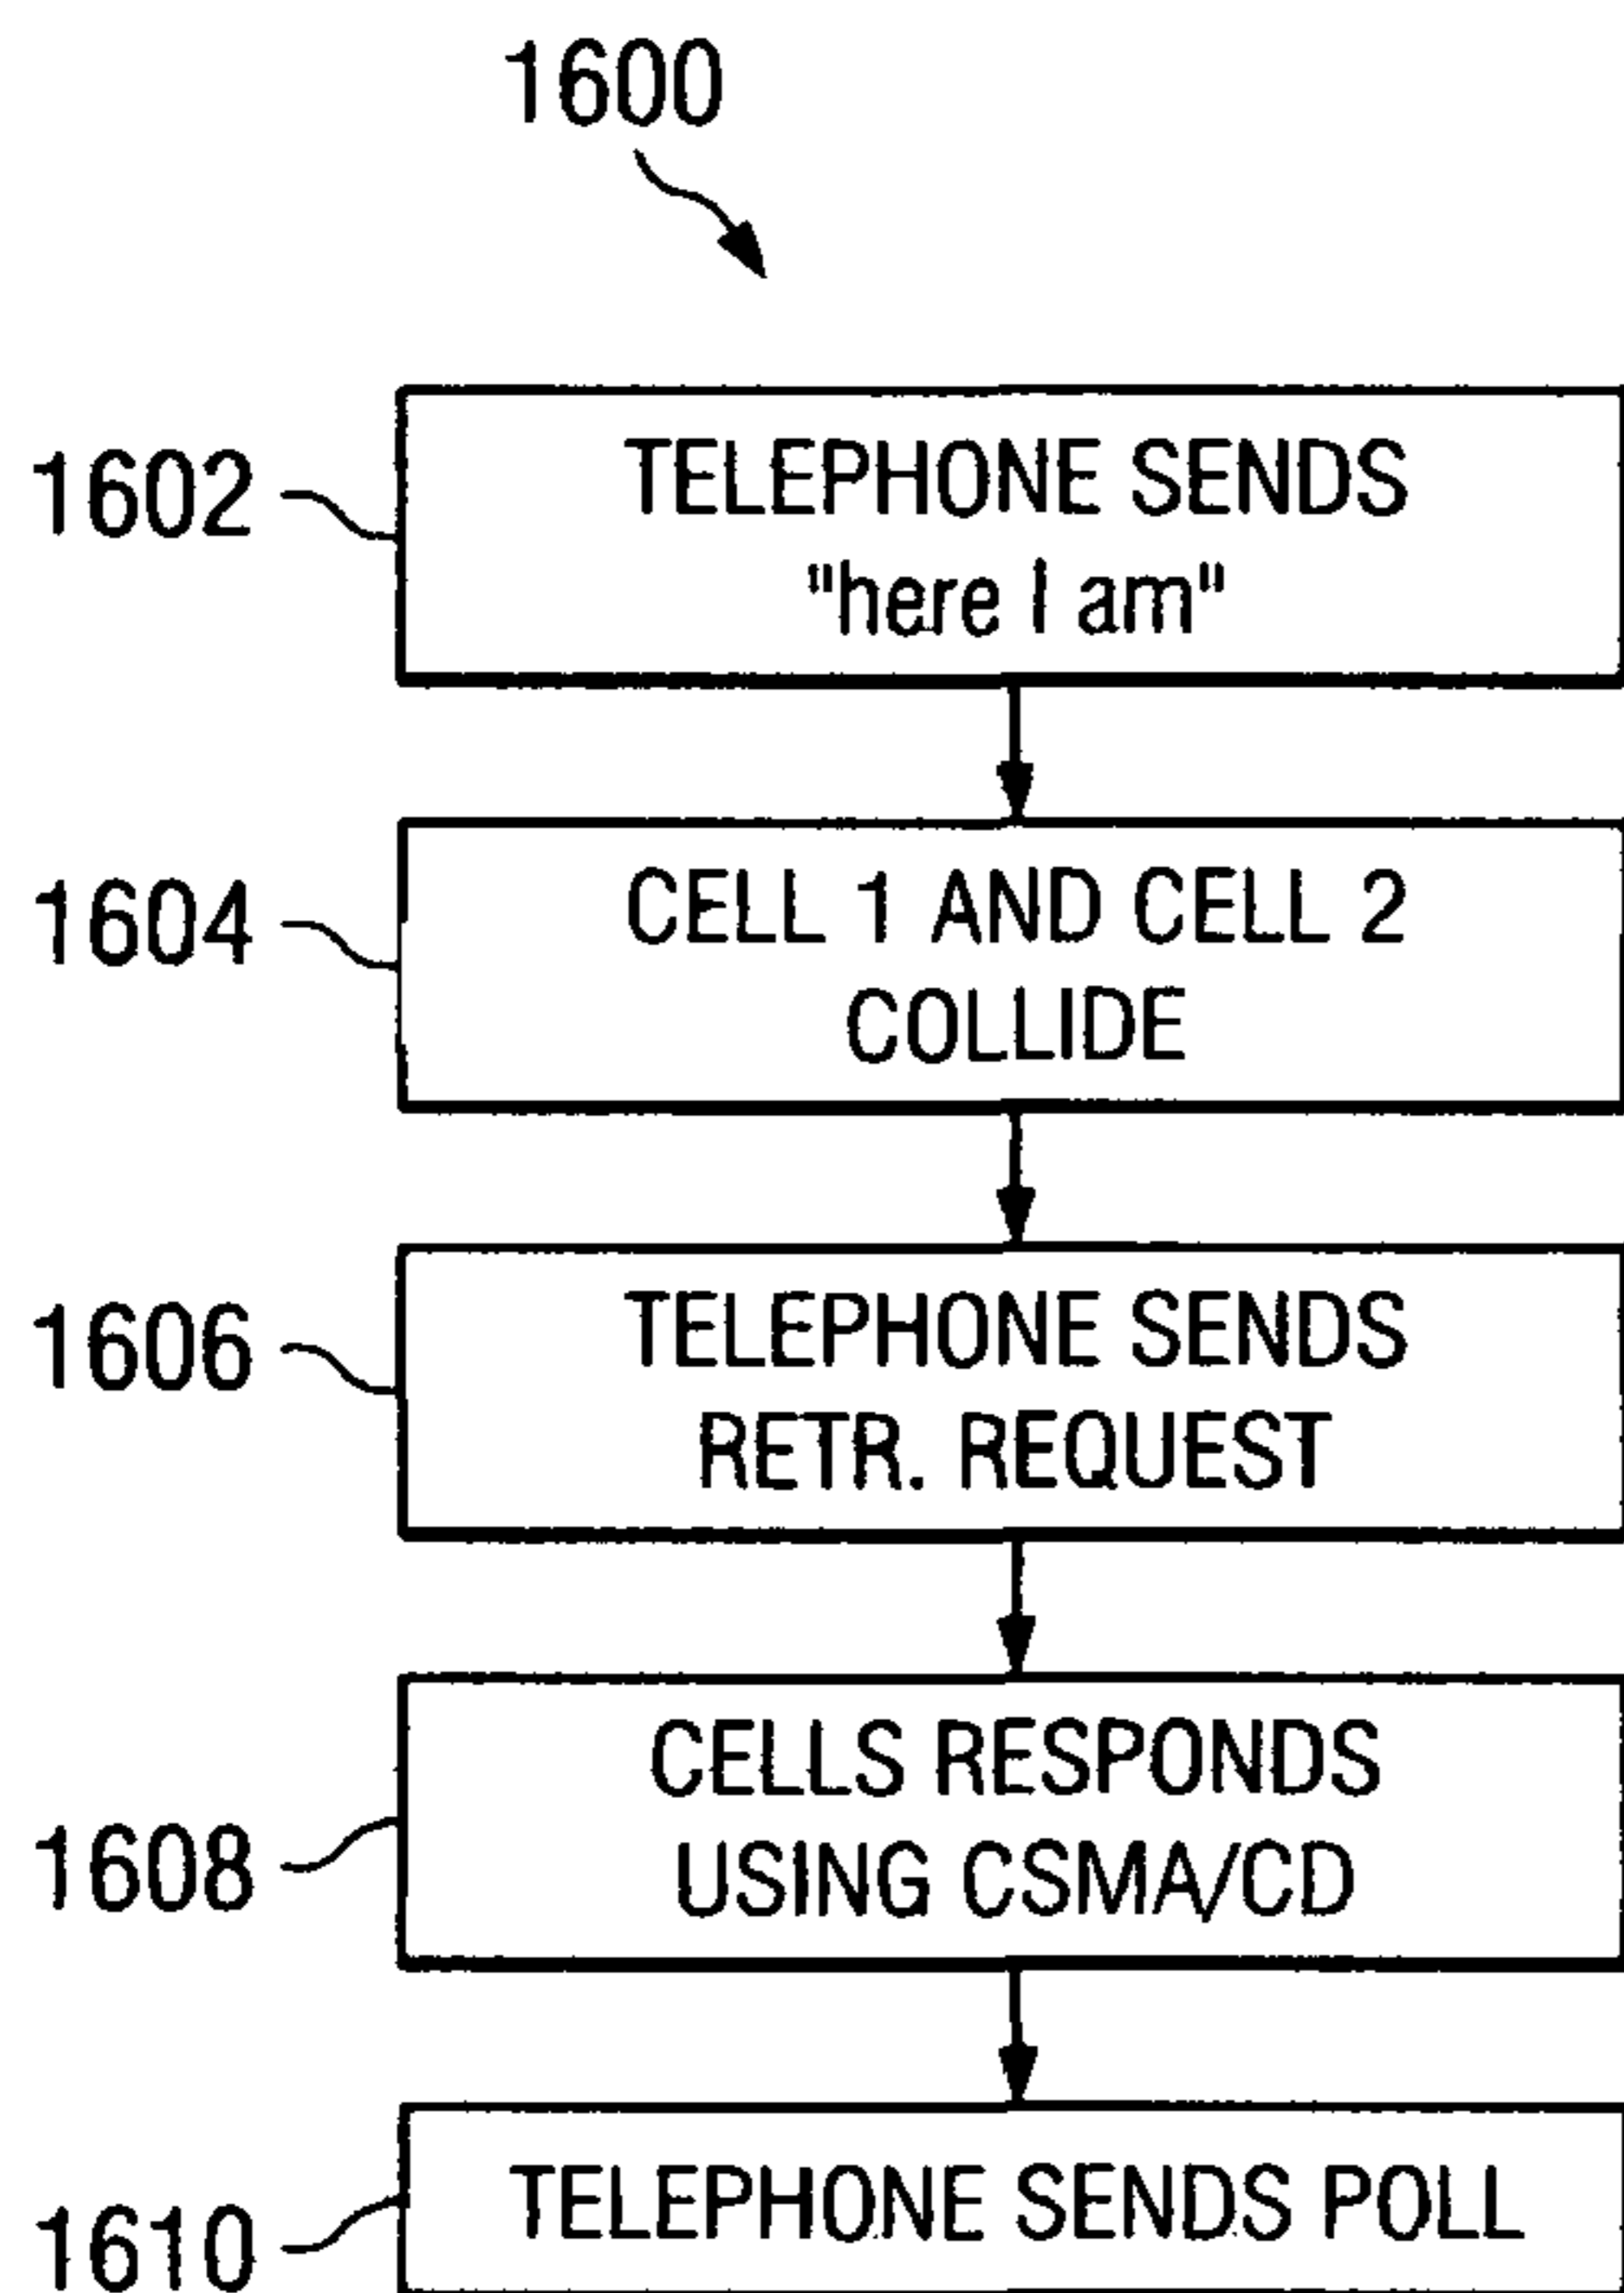 1600
1602
TELEPHONE SENDS
"here I am"
1604
CELL 1 AND CELL 2
COLLIDE
1606
TELEPHONE SENDS
RETR. REQUEST
1608
CELLS RESPONDS
USING CSMA/CD
1610
TELEPHONE SENDS POLL